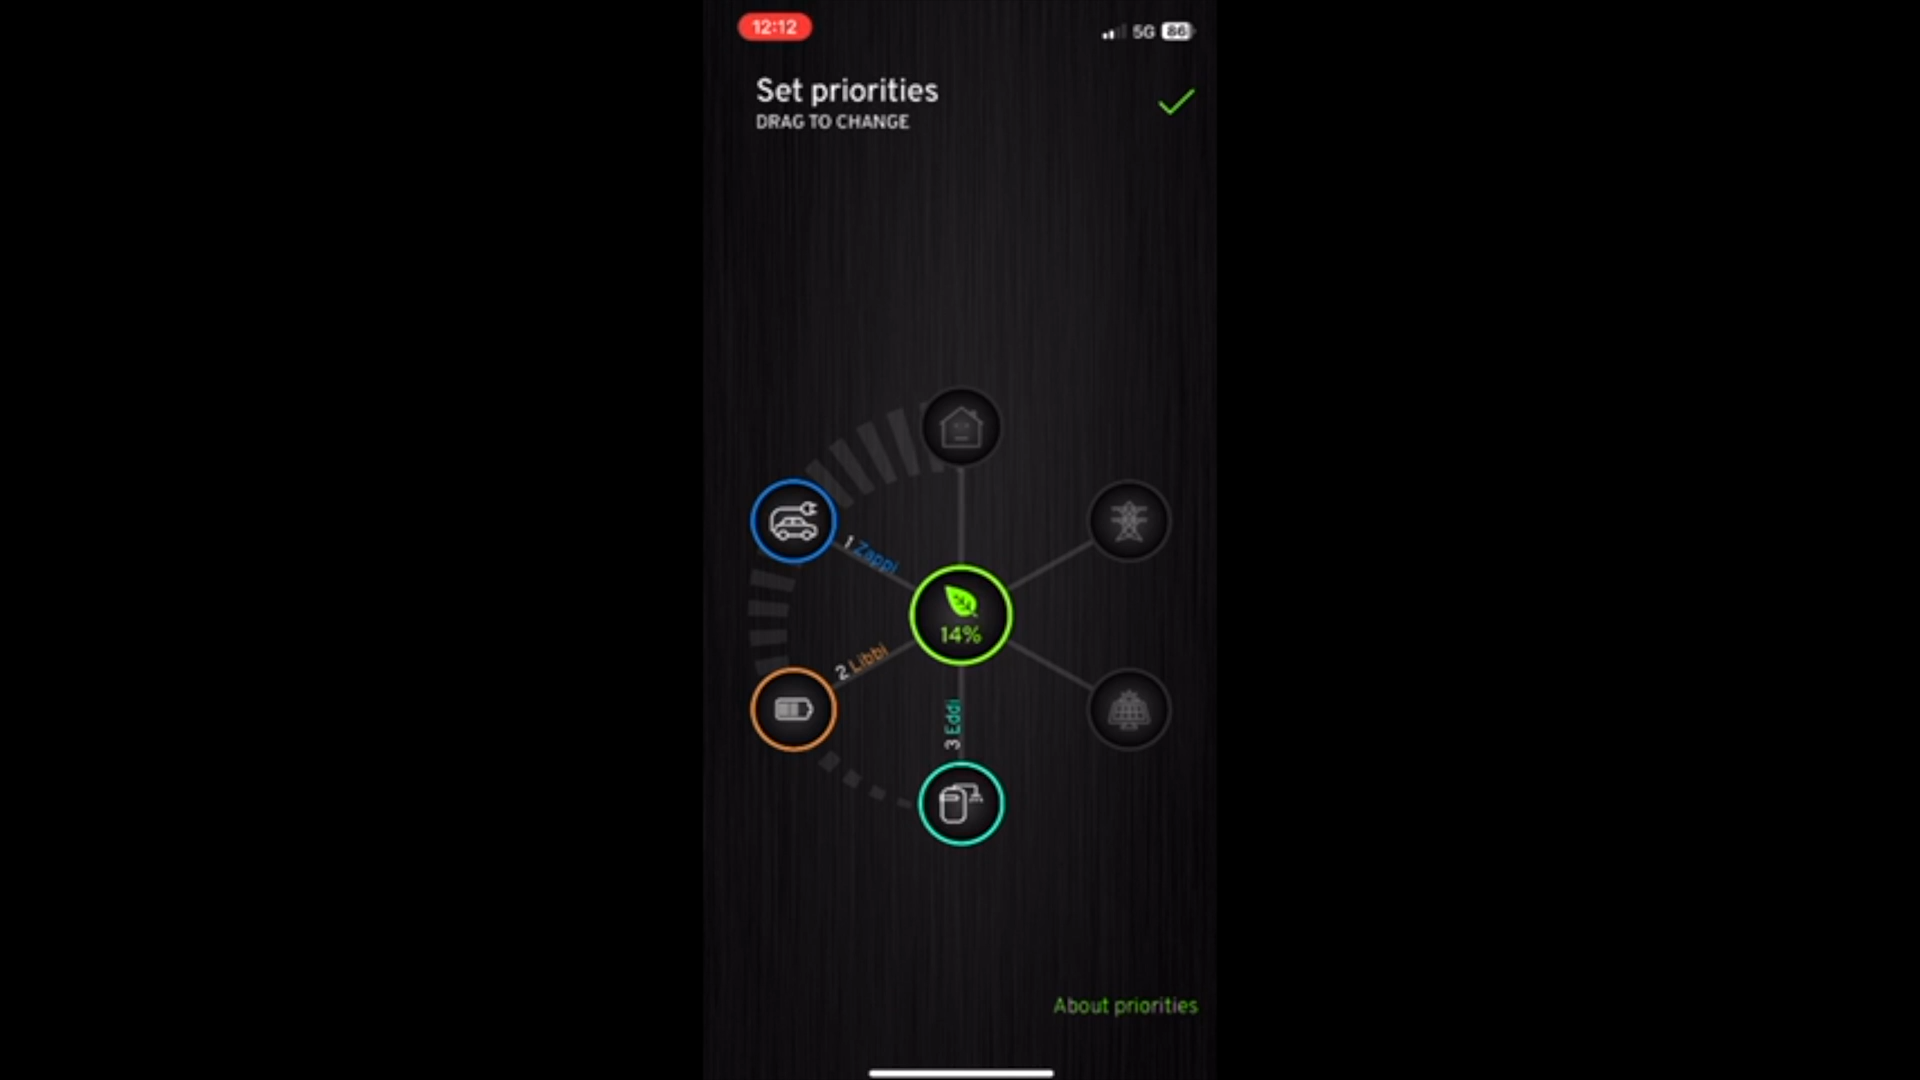 12:12
5G 86
Set priorities
DRAG TO CHANGE
1 Zappi
14%
2 Libbi
3 Eddi
About priorities